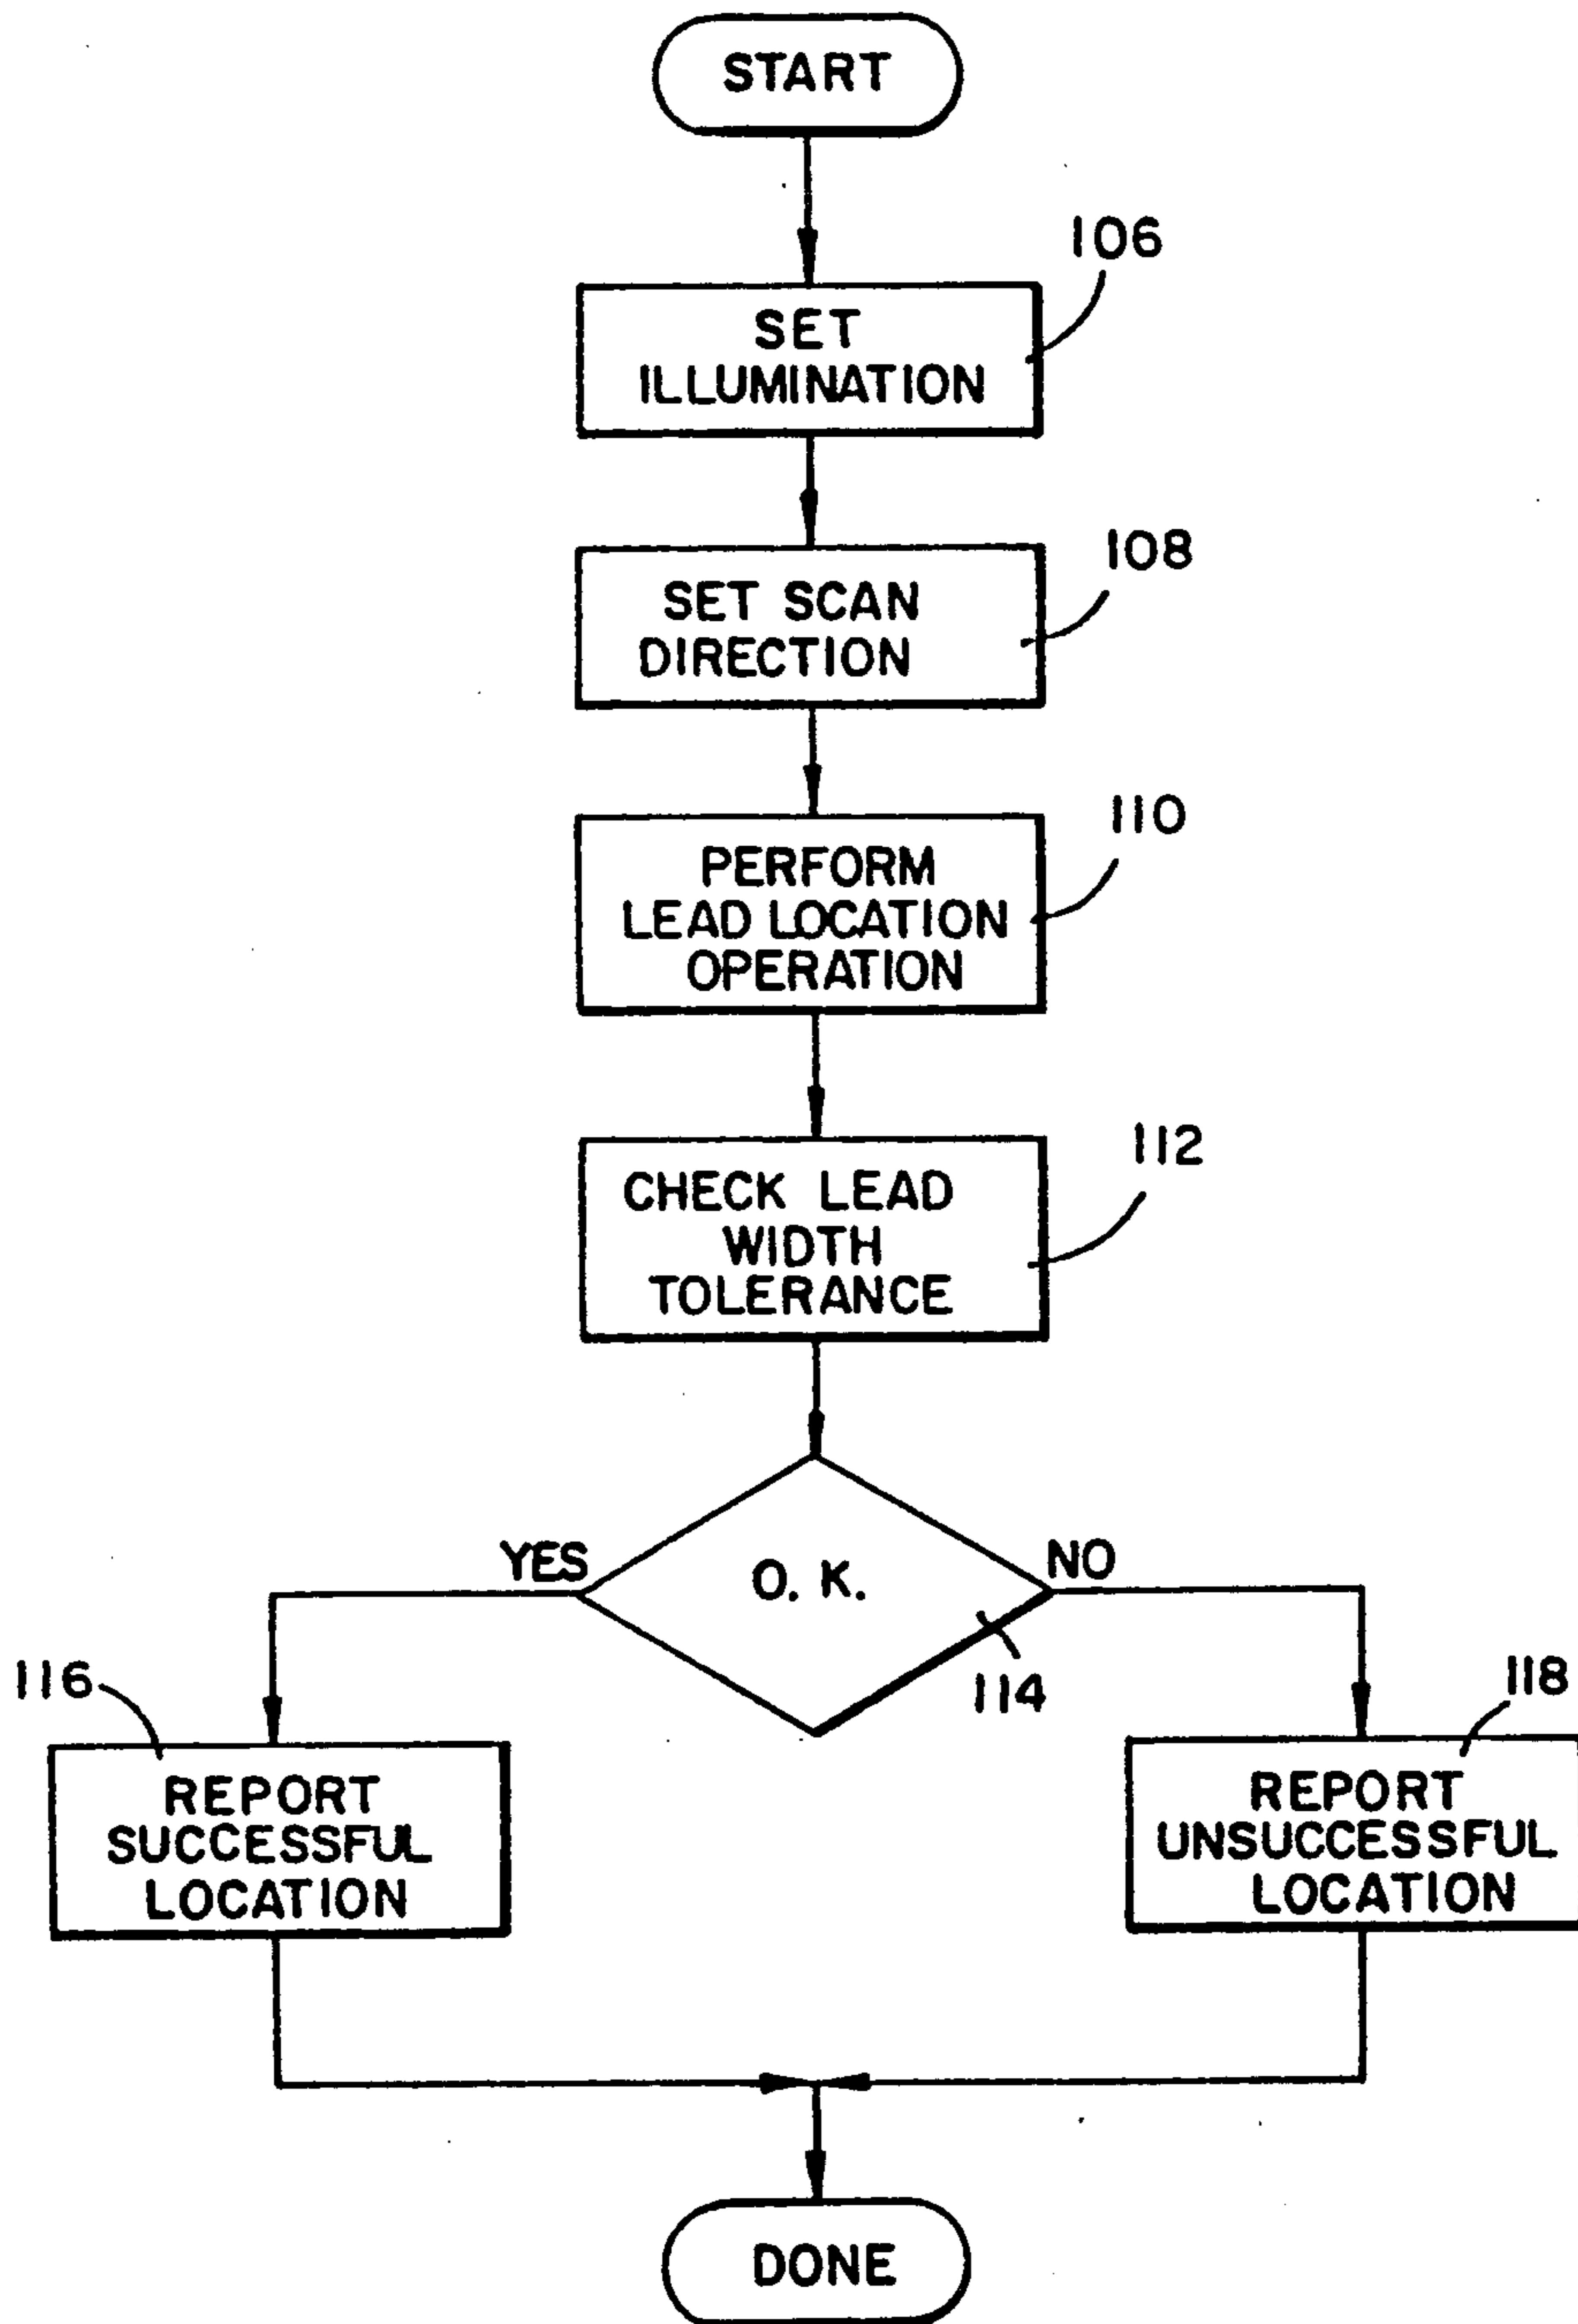 START
106
SET
ILLUMINATION
108
SET SCAN
DIRECTION
110
PERFORM
LEAD LOCATION
OPERATION
112
CHECK LEAD
WIDTH
TOLERANCE
YES
O. K.
NO
114
116
118
REPORT
SUCCESSFUL
LOCATION
REPORT
UNSUCCESSFUL
LOCATION
DONE